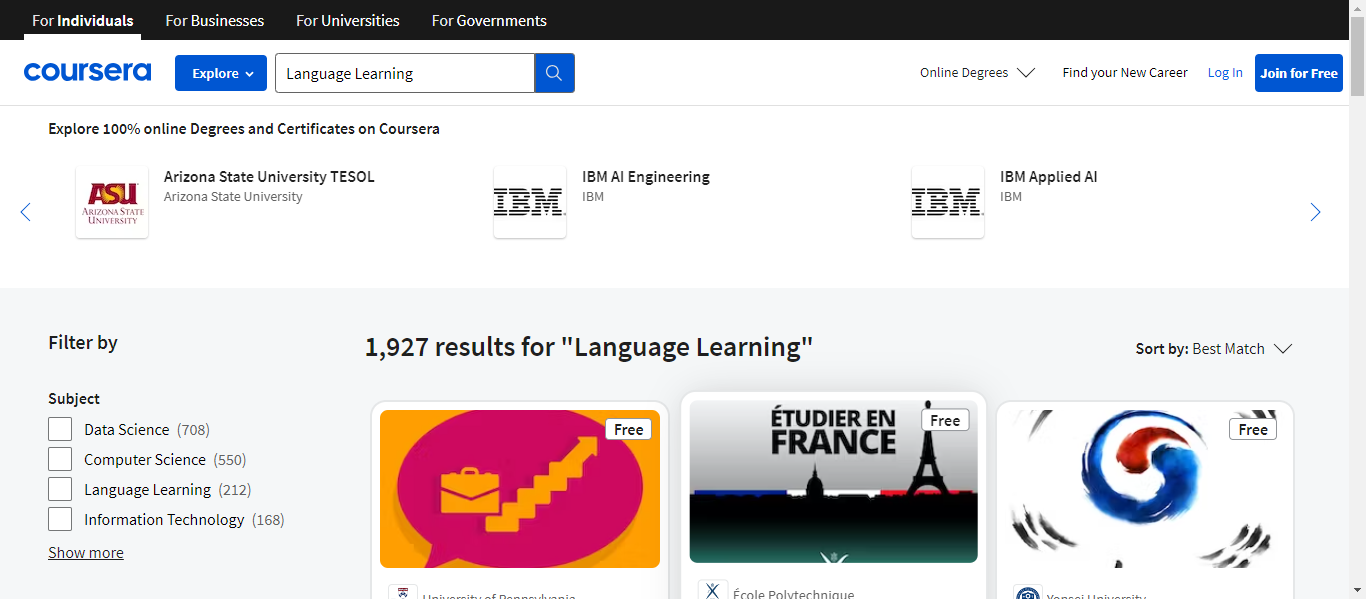 For Individuals For Businesses For Universities For Governments
coursera Explore Language Learning Online Degrees Find your New Career Log In Join for Free
Explore 100% online Degrees and Certificates on Coursera
Arizona State University TESOL
Arizona State University
ASU
ARIZONA STATE
UNIVERSITY
IBM AI Engineering
IBM
IBM
IBM Applied AI
IBM
IBM
Filter by
1,927 results for "Language Learning"
Sort by: Best Match
Subject
Data Science (708)
Computer Science (550)
Language Learning (212)
Information Technology (168)
Show more
Free
University of Pennsylvania
ÉTUDIER EN
FRANCE
Free
École Polytechnique
Free
Yonsei University